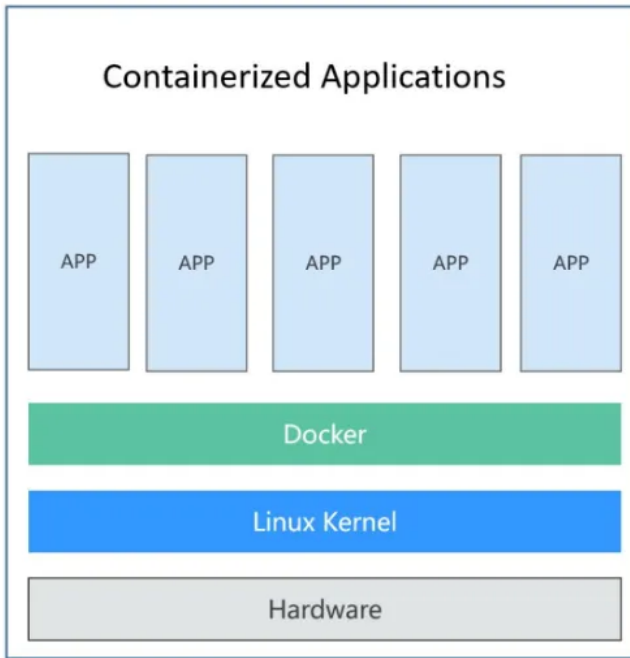 Containerized Applications
APP APP APP APP APP
Docker
Linux Kernel
Hardware